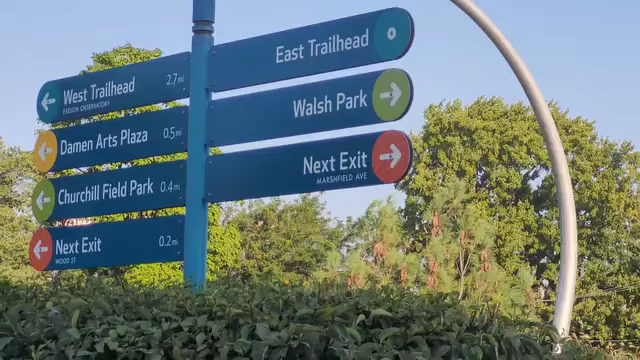 West Trailhead 2.7mi
EXELON OBSERVATORY
Damen Arts Plaza 0.5mi
Churchill Field Park 0.4mi
Next Exit 0.2mi
WOOD ST
East Trailhead
Walsh Park
Next Exit
MARSHFIELD AVE